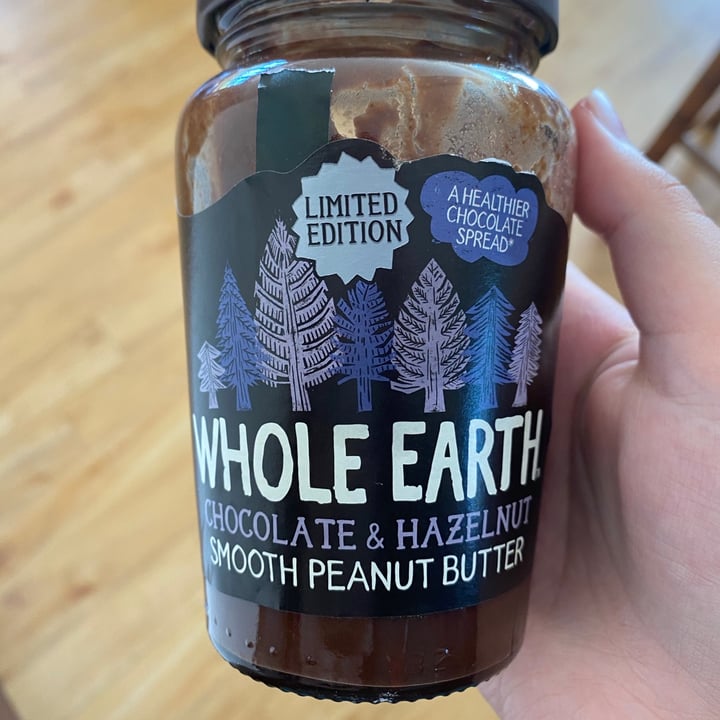 LIMITED
EDITION
A HEALTHIER
CHOCOLATE
SPREAD*
WHOLE EARTH
CHOCOLATE & HAZELNUT
SMOOTH PEANUT BUTTER